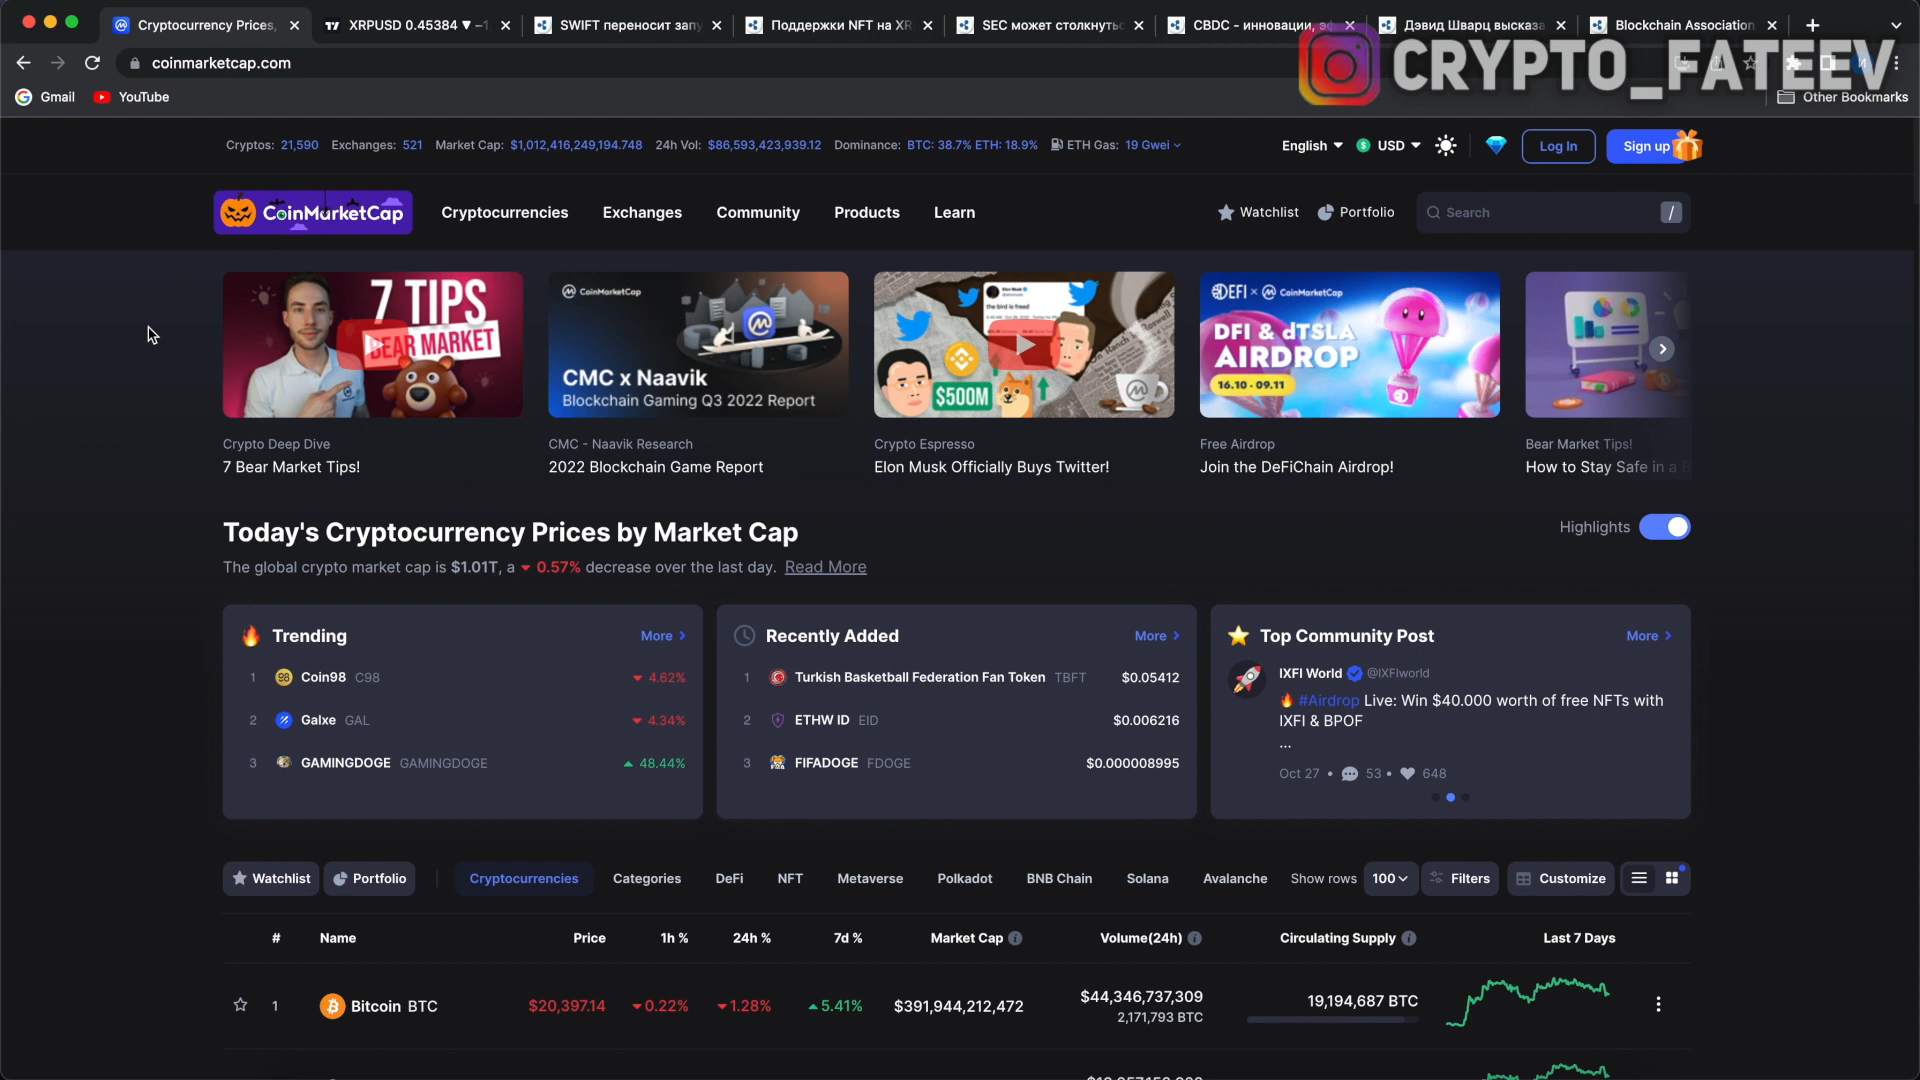 Cryptocurrency Prices,
XRPUSD 0.45384 ▼ −1
SWIFT переносит запу
Поддержки NFT на XR
SEC может столкнутьс
CBDC - инновации, эф
Дэвид Шварц высказа
Blockchain Association
CRYPTO_FATEEV
coinmarketcap.com
Gmail
YouTube
Other Bookmarks
Cryptos: 21,590 Exchanges: 521 Market Cap: $1,012,416,249,194.748 24h Vol: $86,593,423,939.12 Dominance: BTC: 38.7% ETH: 18.9% ETH Gas: 19 Gwei
English USD Log In Sign up
CoinMarketCap Cryptocurrencies Exchanges Community Products Learn Watchlist Portfolio Search /
7 TIPS
BEAR MARKET
CoinMarketCap
CMC x Naavik
Blockchain Gaming Q3 2022 Report
the bird is freed
$500M
DEFI × CoinMarketCap
DFI & dTSLA
AIRDROP
16.10 - 09.11
Crypto Deep Dive
7 Bear Market Tips!
CMC - Naavik Research
2022 Blockchain Game Report
Crypto Espresso
Elon Musk Officially Buys Twitter!
Free Airdrop
Join the DeFiChain Airdrop!
Bear Market Tips!
How to Stay Safe in a
Today's Cryptocurrency Prices by Market Cap
Highlights
The global crypto market cap is $1.01T, a ▼ 0.57% decrease over the last day. Read More
Trending More
1 Coin98 C98 ▼ 4.62%
2 Galxe GAL ▼ 4.34%
3 GAMINGDOGE GAMINGDOGE ▲ 48.44%
Recently Added More
1 Turkish Basketball Federation Fan Token TBFT $0.05412
2 ETHW ID EID $0.006216
3 FIFADOGE FDOGE $0.000008995
Top Community Post More
IXFI World @IXFIworld
#Airdrop Live: Win $40.000 worth of free NFTs with
IXFI & BPOF
...
Oct 27 • 53 • 648
Watchlist Portfolio Cryptocurrencies Categories DeFi NFT Metaverse Polkadot BNB Chain Solana Avalanche Show rows 100 Filters Customize
# Name Price 1h % 24h % 7d % Market Cap Volume(24h) Circulating Supply Last 7 Days
1 Bitcoin BTC $20,397.14 ▼0.22% ▼1.28% ▲5.41% $391,944,212,472 $44,346,737,309 19,194,687 BTC
2,171,793 BTC